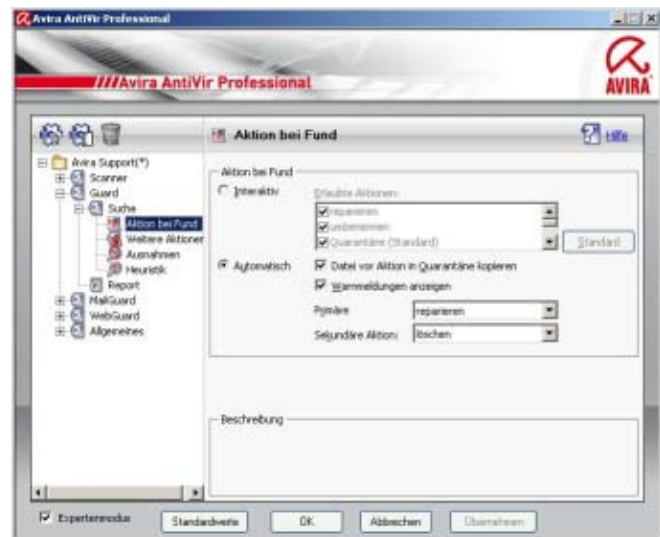 Avira AntiVir Professional
Avira AntiVir Professional
AVIRA
Aktion bei Fund
Hilfe
Avira Support(*)
Scanner
Guard
Suche
Aktion bei Fund
Weitere Aktionen
Ausnahmen
Heuristik
Report
MailGuard
WebGuard
Allgemeines
Aktion bei Fund
Interaktiv
Erlaubte Aktionen:
reparieren
umbenennen
Quarantäne (Standard)
Standard
Automatisch
Datei vor Aktion in Quarantäne kopieren
Warnmeldungen anzeigen
Primäre
reparieren
Sekundäre Aktion:
löschen
Beschreibung
Expertenmodus
Standardwerte
OK
Abbrechen
Übernehmen